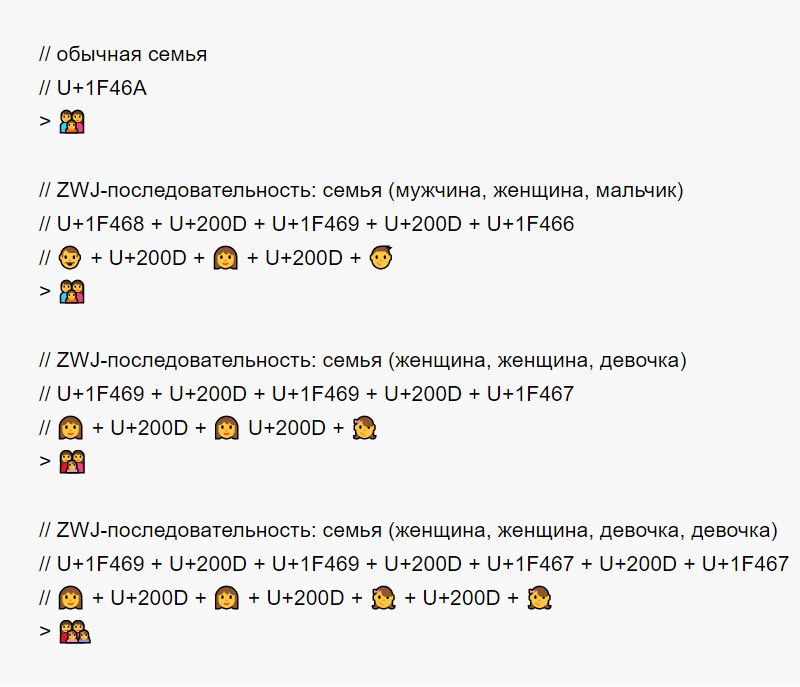 // обычная семья
// U+1F46A
> 👪
// ZWJ-последовательность: семья (мужчина, женщина, мальчик)
// U+1F468 + U+200D + U+1F469 + U+200D + U+1F466
// 👨 + U+200D + 👩 + U+200D + 👦
> 👨‍👩‍👦
// ZWJ-последовательность: семья (женщина, женщина, девочка)
// U+1F469 + U+200D + U+1F469 + U+200D + U+1F467
// 👩 + U+200D + 👩 U+200D + 👧
> 👩‍👩‍👧
// ZWJ-последовательность: семья (женщина, женщина, девочка, девочка)
// U+1F469 + U+200D + U+1F469 + U+200D + U+1F467 + U+200D + U+1F467
// 👩 + U+200D + 👩 + U+200D + 👧 + U+200D + 👧
> 👩‍👩‍👧‍👧